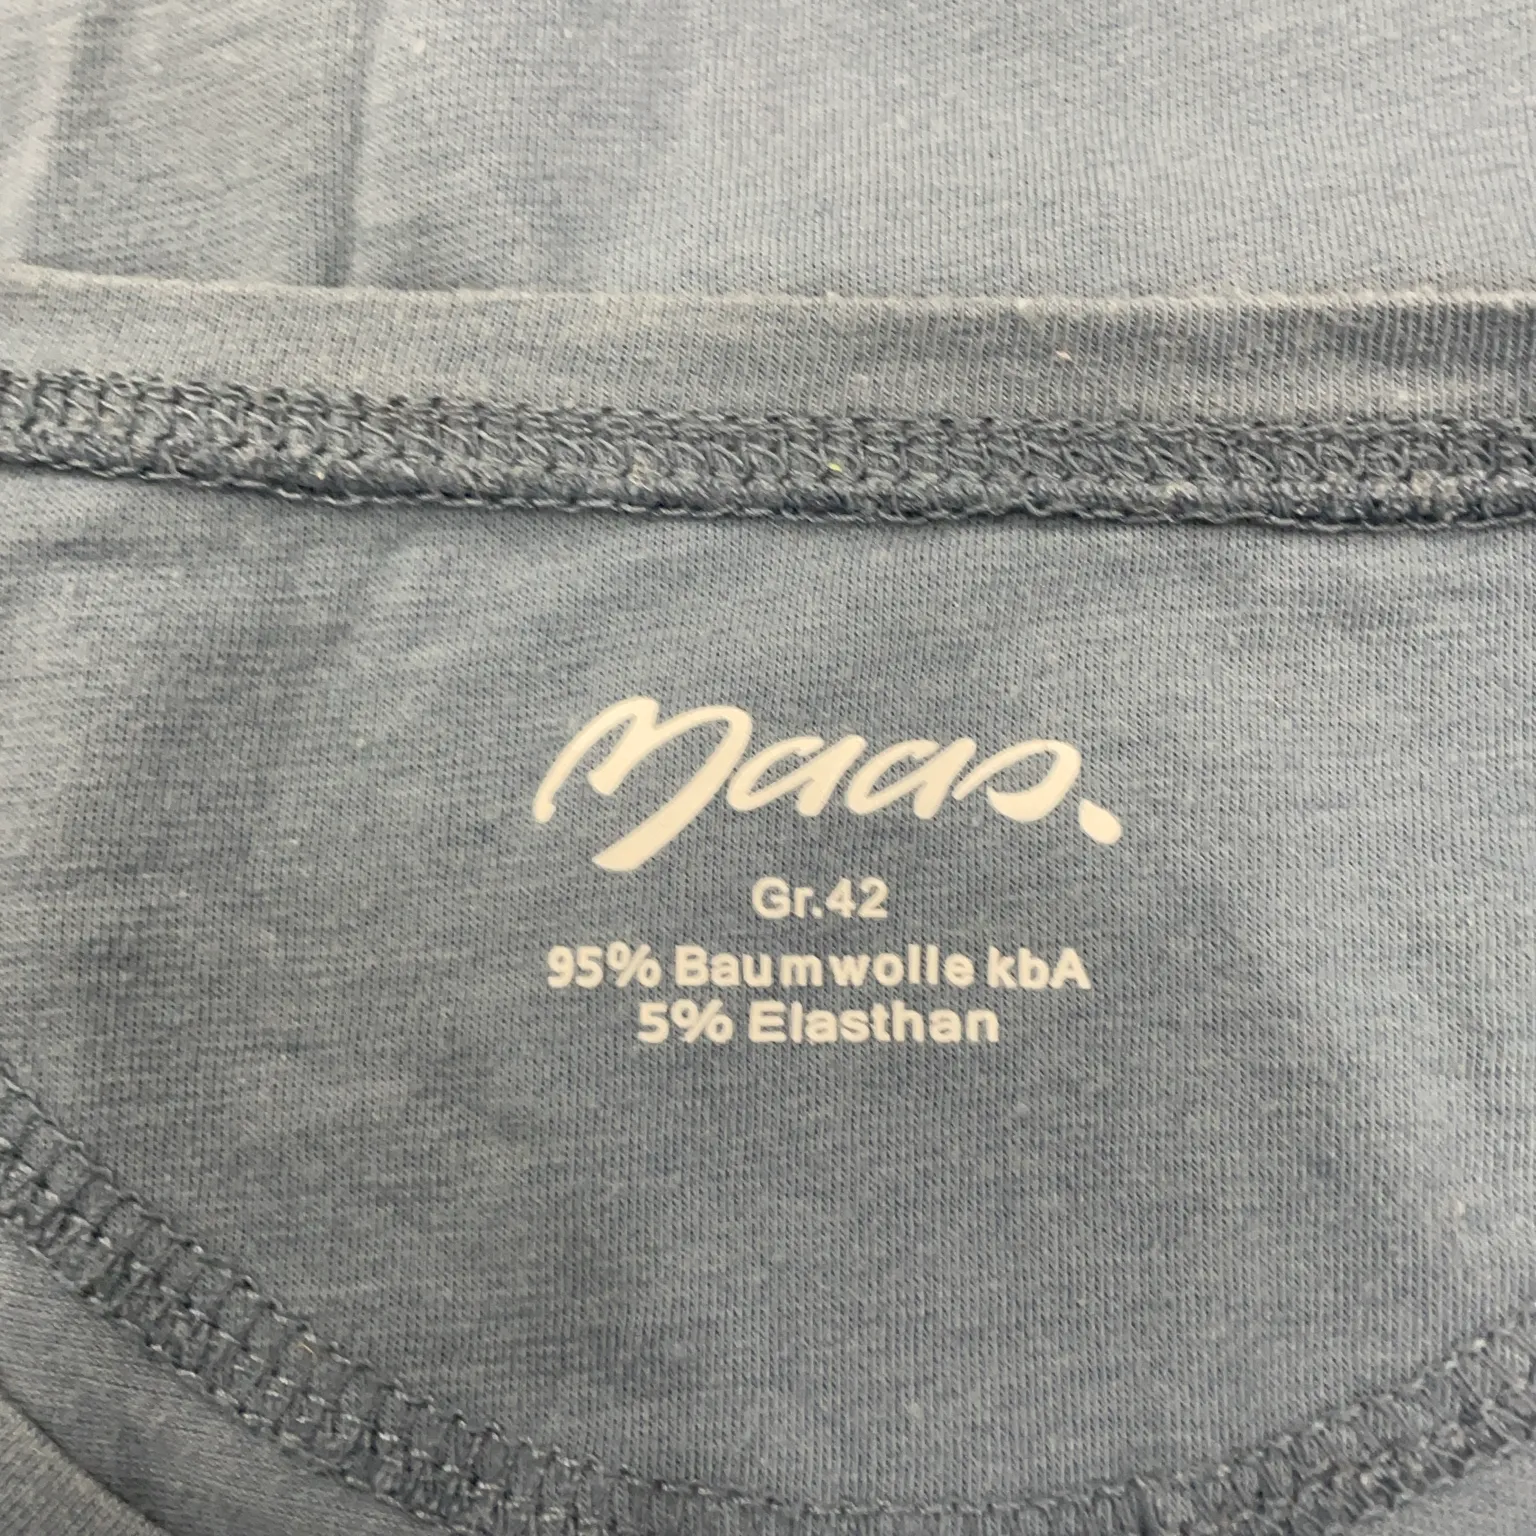 Maas.
Gr.42
95% Baumwolle kbA
5% Elasthan